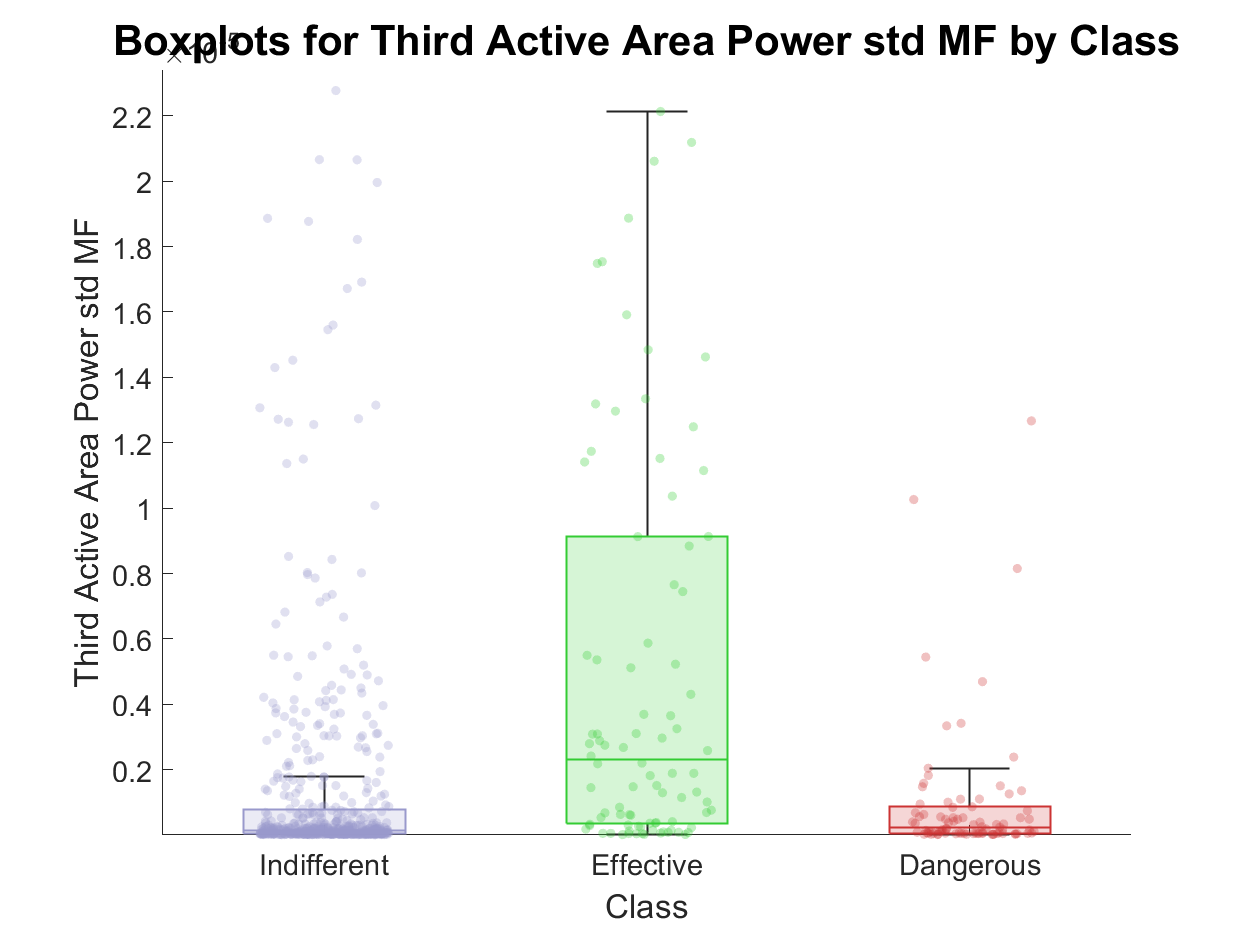 Boxplots for Third Active Area Power std MF by Class
2.2
2
1.8
1.6
1.4
1.2
1
0.8
0.6
0.4
0.2
Third Active Area Power std MF
Indifferent Effective Dangerous
Class